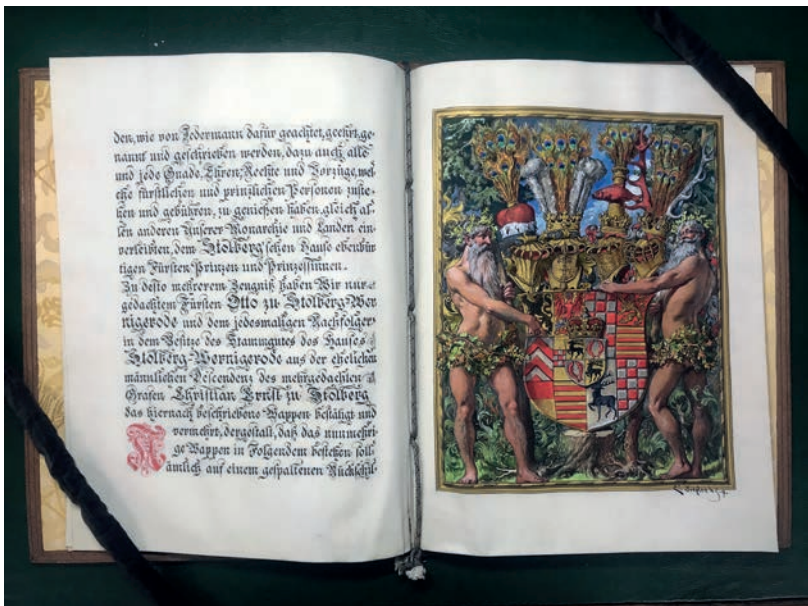 den, wie von Jedermann dafür geachtet, geehrt, ge-
nannt und geschrieben werden, dazu auch alle
und jede Gnade, Ehren, Rechte und Vorzüge, wel-
che fürstlichen und prinzlichen Personen zuste-
hen und gebühren, zu genießen haben, gleich al-
len anderen Unserer Monarchie und Landen ein-
verleibten, dem Stolberg'schen Hause ebenbür-
tigen Fürsten, Prinzen und Prinzessinnen.
Zu desto mehrerem Zeugniß haben Wir nur
gedachtem Fürsten Otto zu Stolberg-Wer
nigerode und dem jedesmaligen Nachfolger
in dem Besitze des Stammgutes des Hauses
Stolberg-Wernigerode aus der ehelichen
männlichen Descendenz des mehrgedachten
Grafen Christian Ernst zu Stolberg
das hiernach beschriebene Wappen bestätigt und
vermehrt, dergestalt, daß das nunmehri
ge Wappen in Folgendem bestehen soll:
Nämlich auf einem gespaltenen Rückschil-